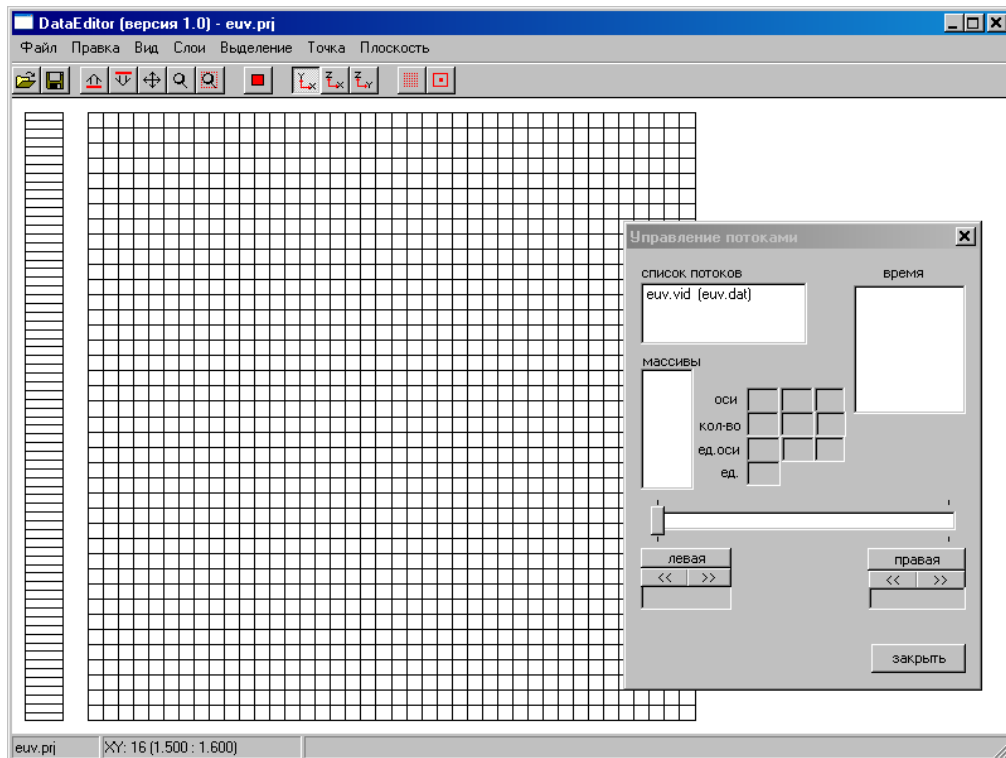 DataEditor (версия 1.0) - euv.prj
Файл Правка Вид Слои Выделение Точка Плоскость
Y X Z X Z Y
Управление потоками
список потоков
время
euv.vid (euv.dat)
массивы
оси
кол-во
ед.оси
ед.
левая
правая
<< >>
<< >>
закрыть
euv.prj
XY: 16 (1.500 : 1.600)